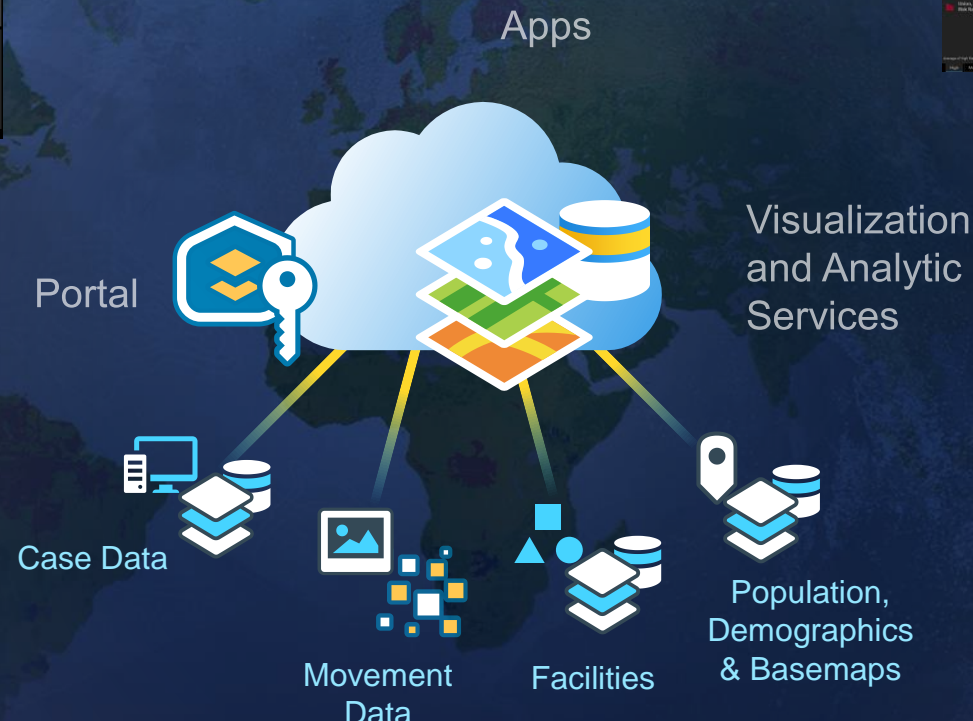 Apps
Portal
Visualization
and Analytic
Services
Case Data
Movement
Data
Facilities
Population,
Demographics
& Basemaps